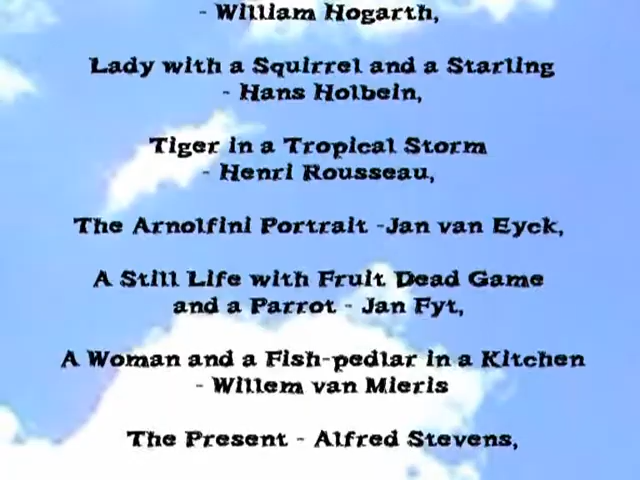 - William Hogarth,
Lady with a Squirrel and a Starling
- Hans Holbein,
Tiger in a Tropical Storm
- Henri Rousseau,
The Arnolfini Portrait -Jan van Eyck,
A Still Life with Fruit Dead Game
and a Parrot - Jan Fyt,
A Woman and a Fish-pedlar in a Kitchen
- Willem van Mieris
The Present - Alfred Stevens,